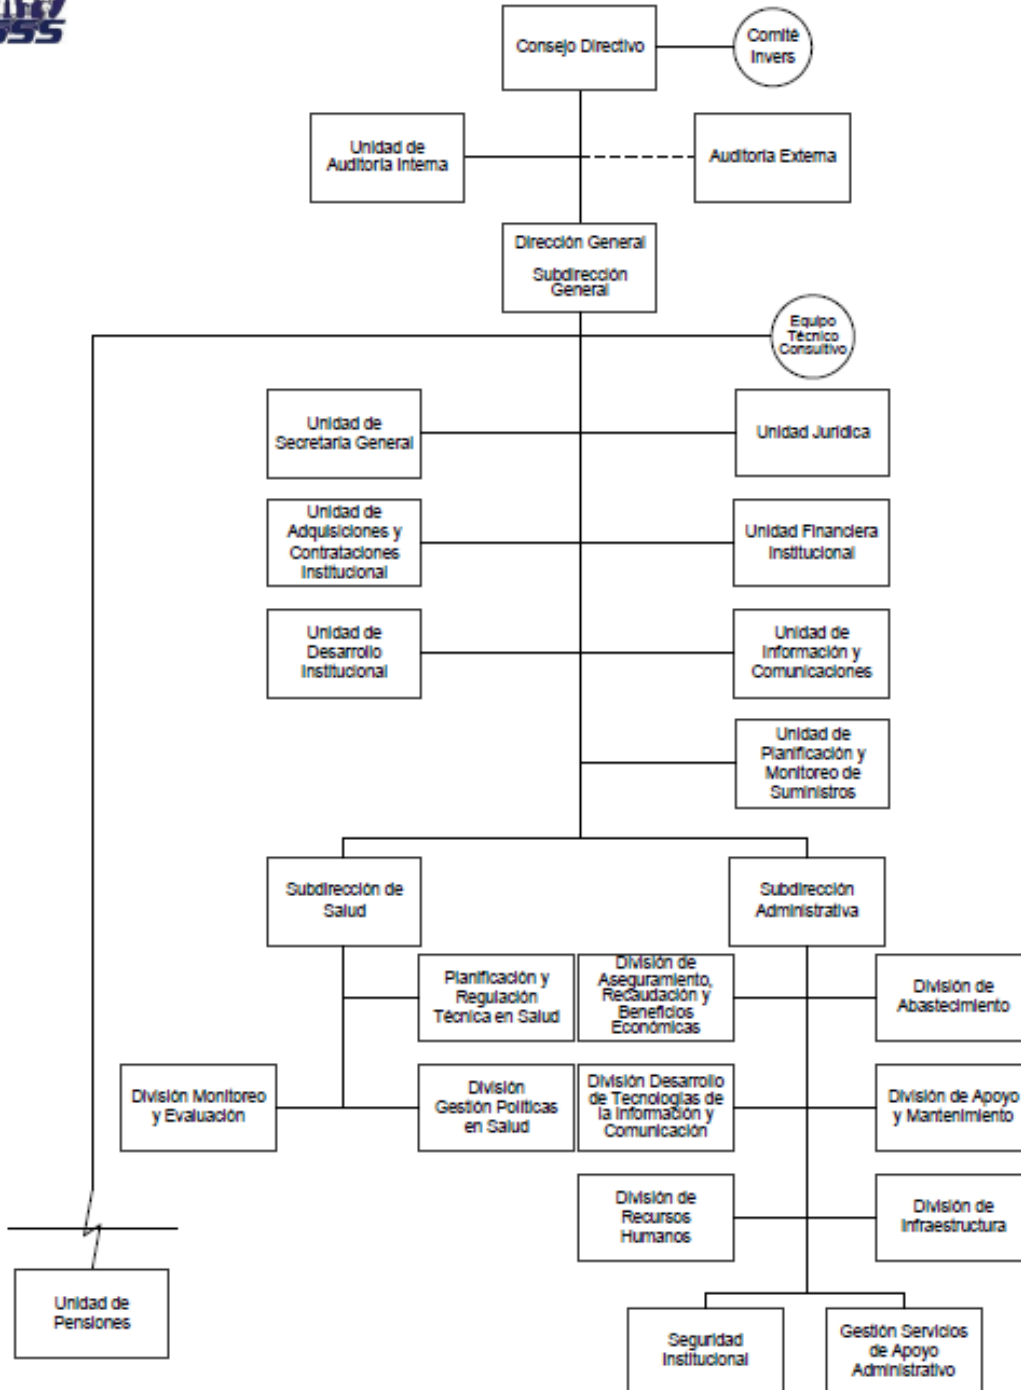 Consejo Directivo
Comité
Invers
Unidad de
Auditoría Interna
Auditoría Externa
Dirección General
Subdirección
General
Equipo
Técnico
Consultivo
Unidad de
Secretaría General
Unidad Jurídica
Unidad de
Adquisiciones y
Contrataciones
Institucional
Unidad Financiera
Institucional
Unidad de
Desarrollo
Institucional
Unidad de
Información y
Comunicaciones
Unidad de
Planificación y
Monitoreo de
Suministros
Subdirección de
Salud
Subdirección
Administrativa
Planificación y
Regulación
Técnica en Salud
División de
Aseguramiento,
Recaudación y
Beneficios
Económicas
División de
Abastecimiento
División Monitoreo
y Evaluación
División
Gestión Políticas
en Salud
División Desarrollo
de Tecnologías de
la Información y
Comunicación
División de Apoyo
y Mantenimiento
División de
Recursos
Humanos
División de
Infraestructura
Unidad de
Pensiones
Seguridad
Institucional
Gestión Servicios
de Apoyo
Administrativo